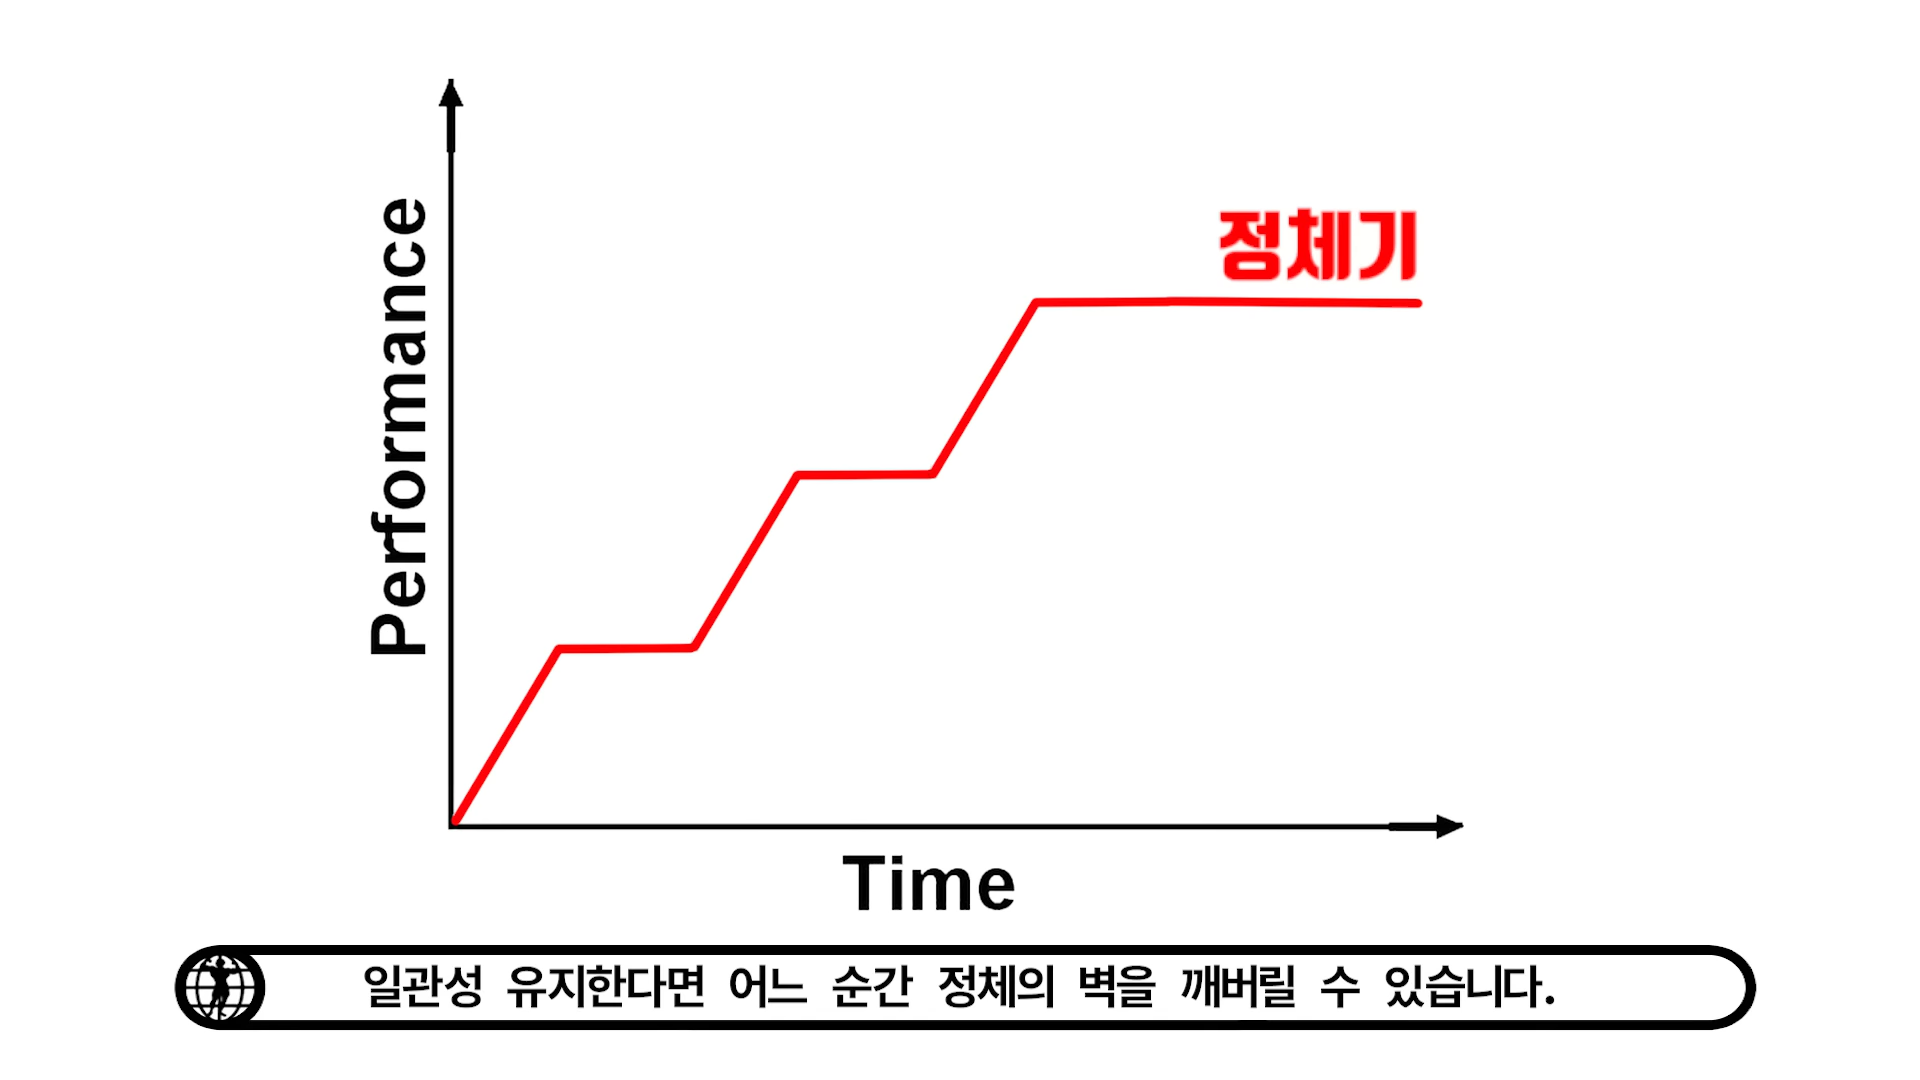 정체기
Performance
Time
일관성 유지한다면 어느 순간 정체의 벽을 깨버릴 수 있습니다.